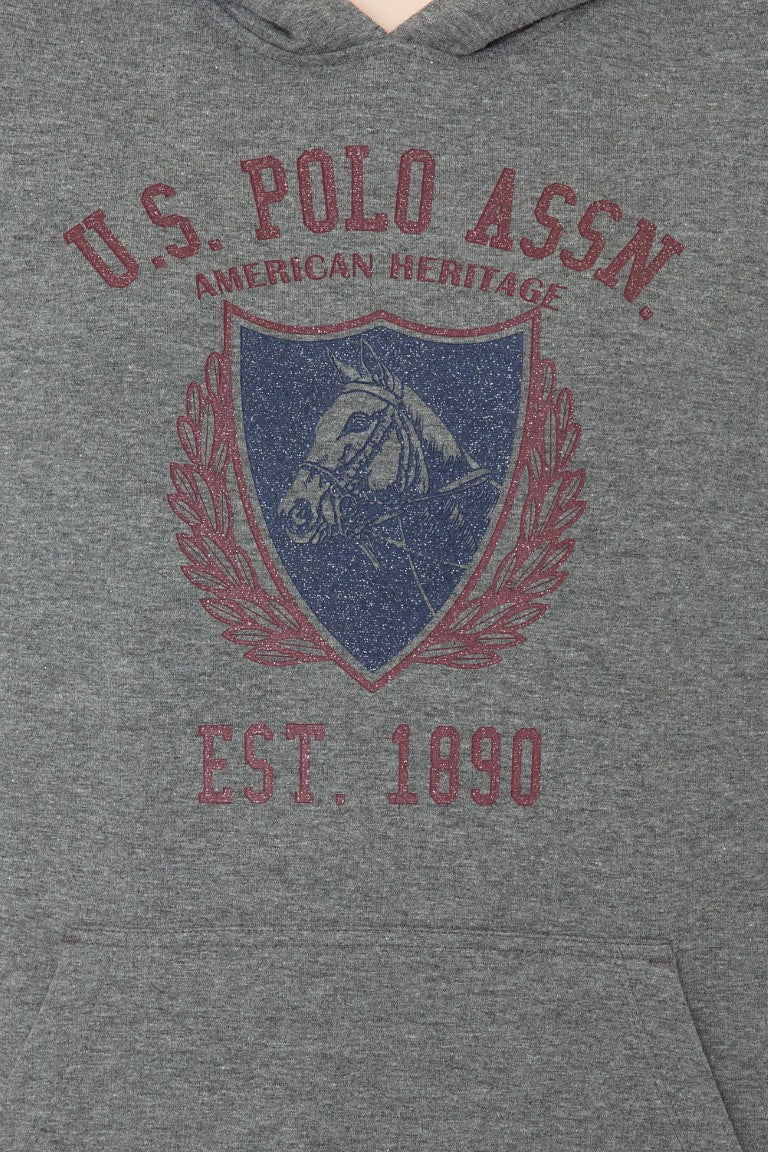 U.S. POLO ASSN.
AMERICAN HERITAGE
EST. 1890